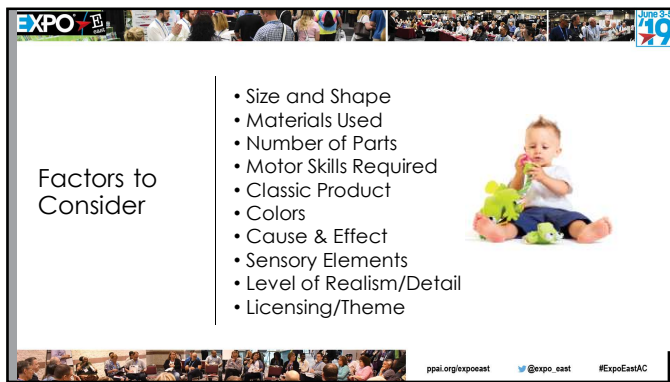 EXPO E
east
June 3-
'19
Factors to
Consider
• Size and Shape
• Materials Used
• Number of Parts
• Motor Skills Required
• Classic Product
• Colors
• Cause & Effect
• Sensory Elements
• Level of Realism/Detail
• Licensing/Theme
ppai.org/expoeast
@expo_east
#ExpoEastAC